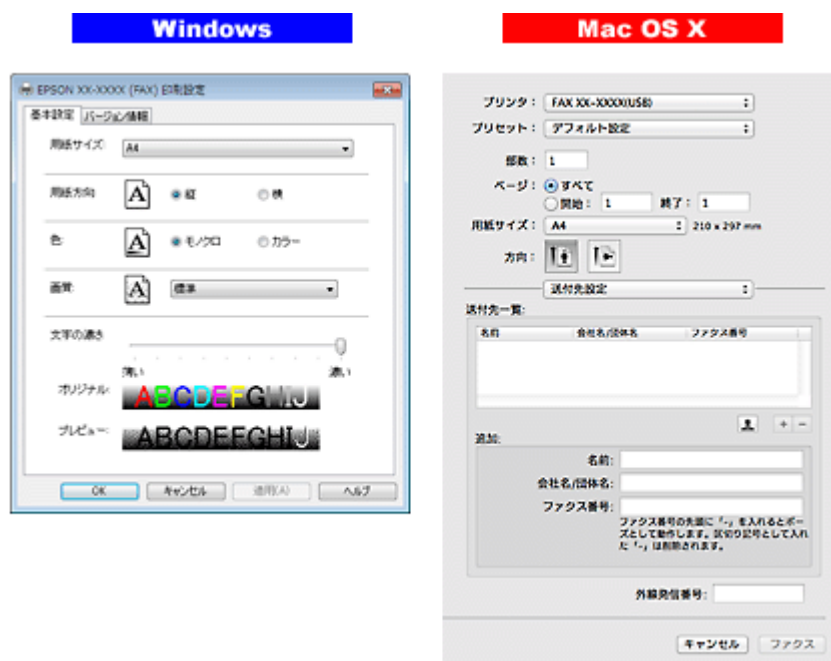 Windows
Mac OS X
EPSON XX-XXXX (FAX) 印刷設定
基本設定 バージョン情報
用紙サイズ: A4
用紙方向: A 縦 横
色: A モノクロ カラー
画質: A 標準
文字の濃さ
薄い 濃い
オリジナル: ABCDEFGHIJ
プレビュー: ABCDEFGHIJ
OK キャンセル 適用(A) ヘルプ
プリンタ: FAX XX-XXXX(USB)
プリセット: デフォルト設定
部数: 1
ページ: すべて
開始: 1 終了: 1
用紙サイズ: A4 210 x 297 mm
方向:
送付先設定
送付先一覧:
名前 会社名/団体名 ファクス番号
+ -
追加:
名前:
会社名/団体名:
ファクス番号:
ファクス番号の先頭に「-」を入れるとポー
ズとして動作します。区切り記号として入れ
た「-」は削除されます。
外線発信番号:
キャンセル ファクス